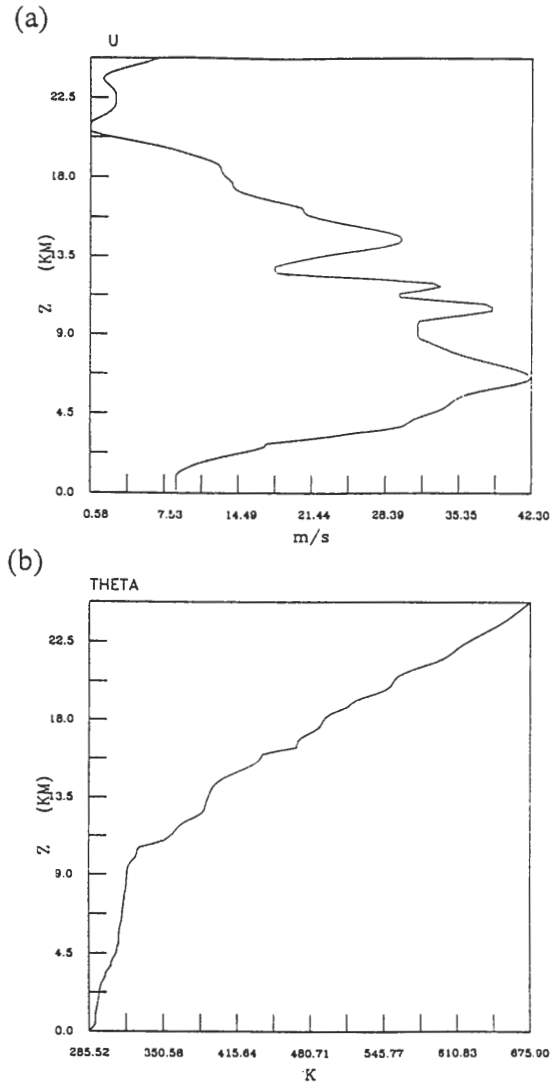 (a)
U
22.5
18.0
13.5
9.0
4.5
0.0
Z (KM)
0.58 7.53 14.49 21.44 28.39 35.35 42.30
m/s
(b)
THETA
22.5
18.0
13.5
9.0
4.5
0.0
Z (KM)
285.52 350.58 415.64 480.71 545.77 610.83 675.90
K